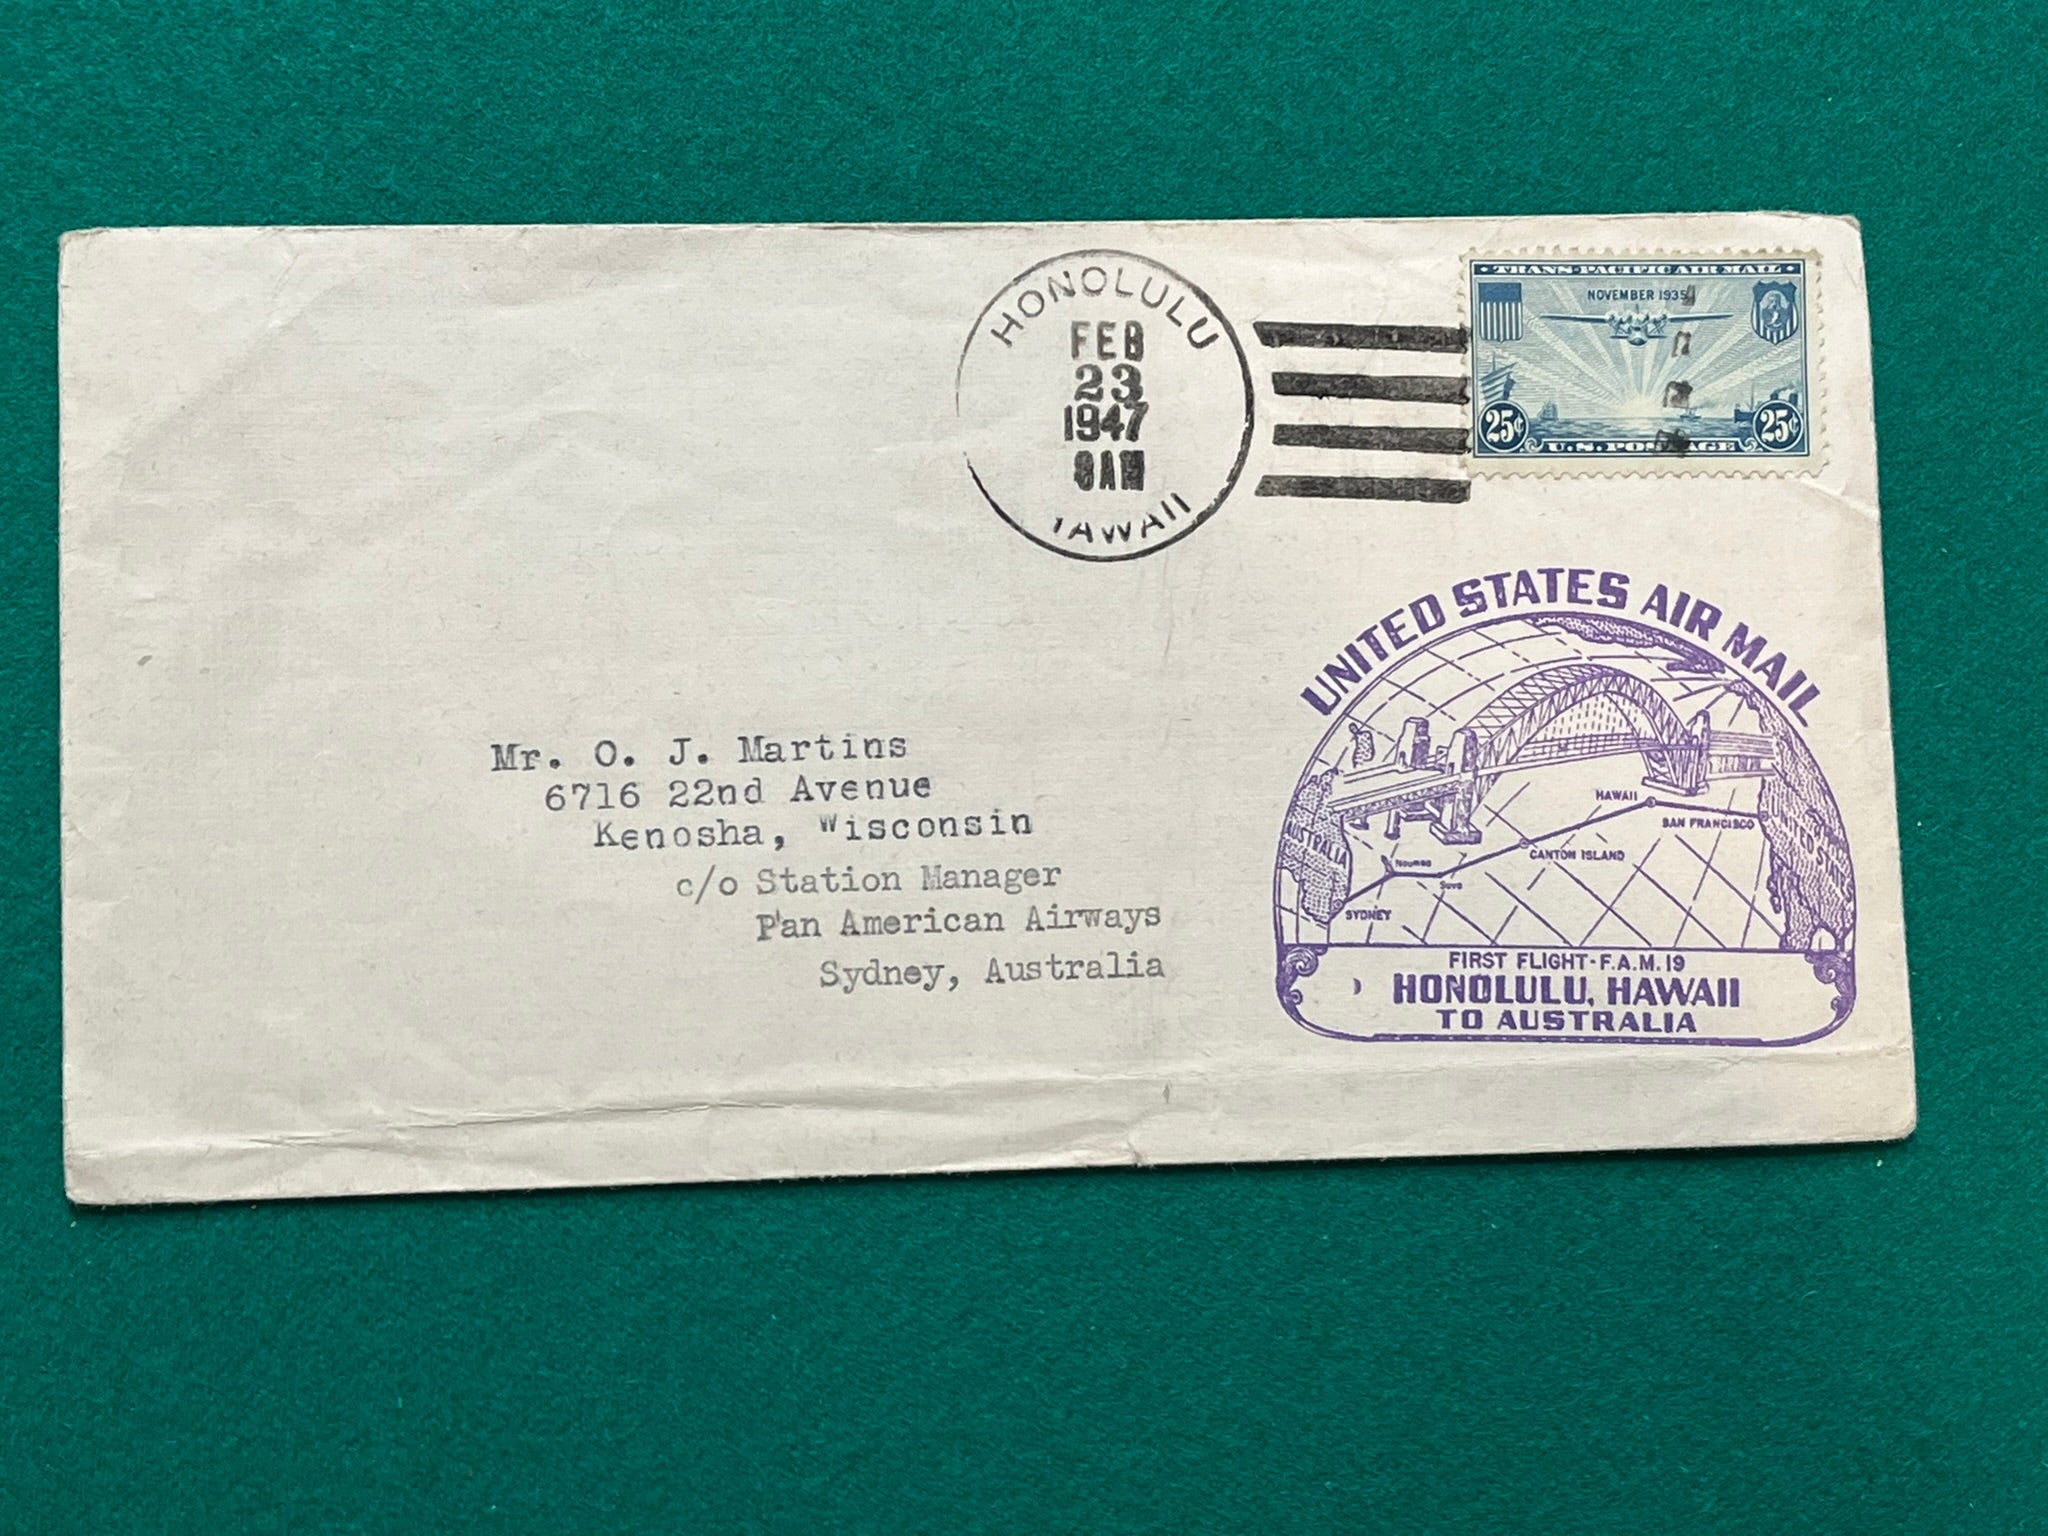 HONOLULU
FEB
23
1947
8AM
HAWAII
TRANS-PACIFIC AIR MAIL
NOVEMBER 1935
25¢ 25¢
U.S. POSTAGE
Mr. O. J. Martins
6716 22nd Avenue
Kenosha, Wisconsin
c/o Station Manager
Pan American Airways
Sydney, Australia
UNITED STATES AIR MAIL
HAWAII
SAN FRANCISCO
UNITED STATES
CANTON ISLAND
AUSTRALIA
Noumea
Suva
SYDNEY
FIRST FLIGHT-F.A.M.19
HONOLULU, HAWAII
TO AUSTRALIA